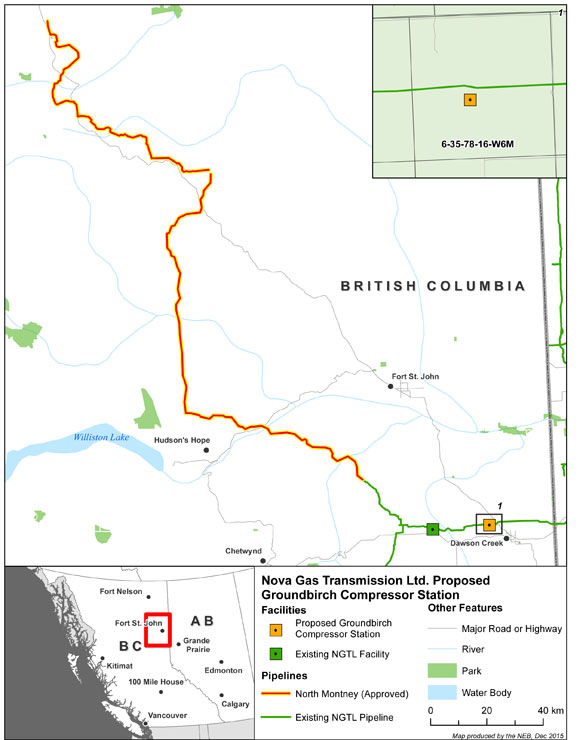 1
6-35-78-16-W6M
BRITISH COLUMBIA
Fort St. John
Williston Lake
Hudson's Hope
1
Dawson Creek
Chetwynd
Fort Nelson
Fort St. John
A B
B C
Grande
Prairie
Kitimat
Edmonton
100 Mile House
Calgary
Vancouver
Nova Gas Transmission Ltd. Proposed
Groundbirch Compressor Station
Facilities
Proposed Groundbirch
Compressor Station
Existing NGTL Facility
Pipelines
North Montney (Approved)
Existing NGTL Pipeline
Other Features
Major Road or Highway
River
Park
Water Body
0 20 40 km
Map produced by the NEB, Dec 2015